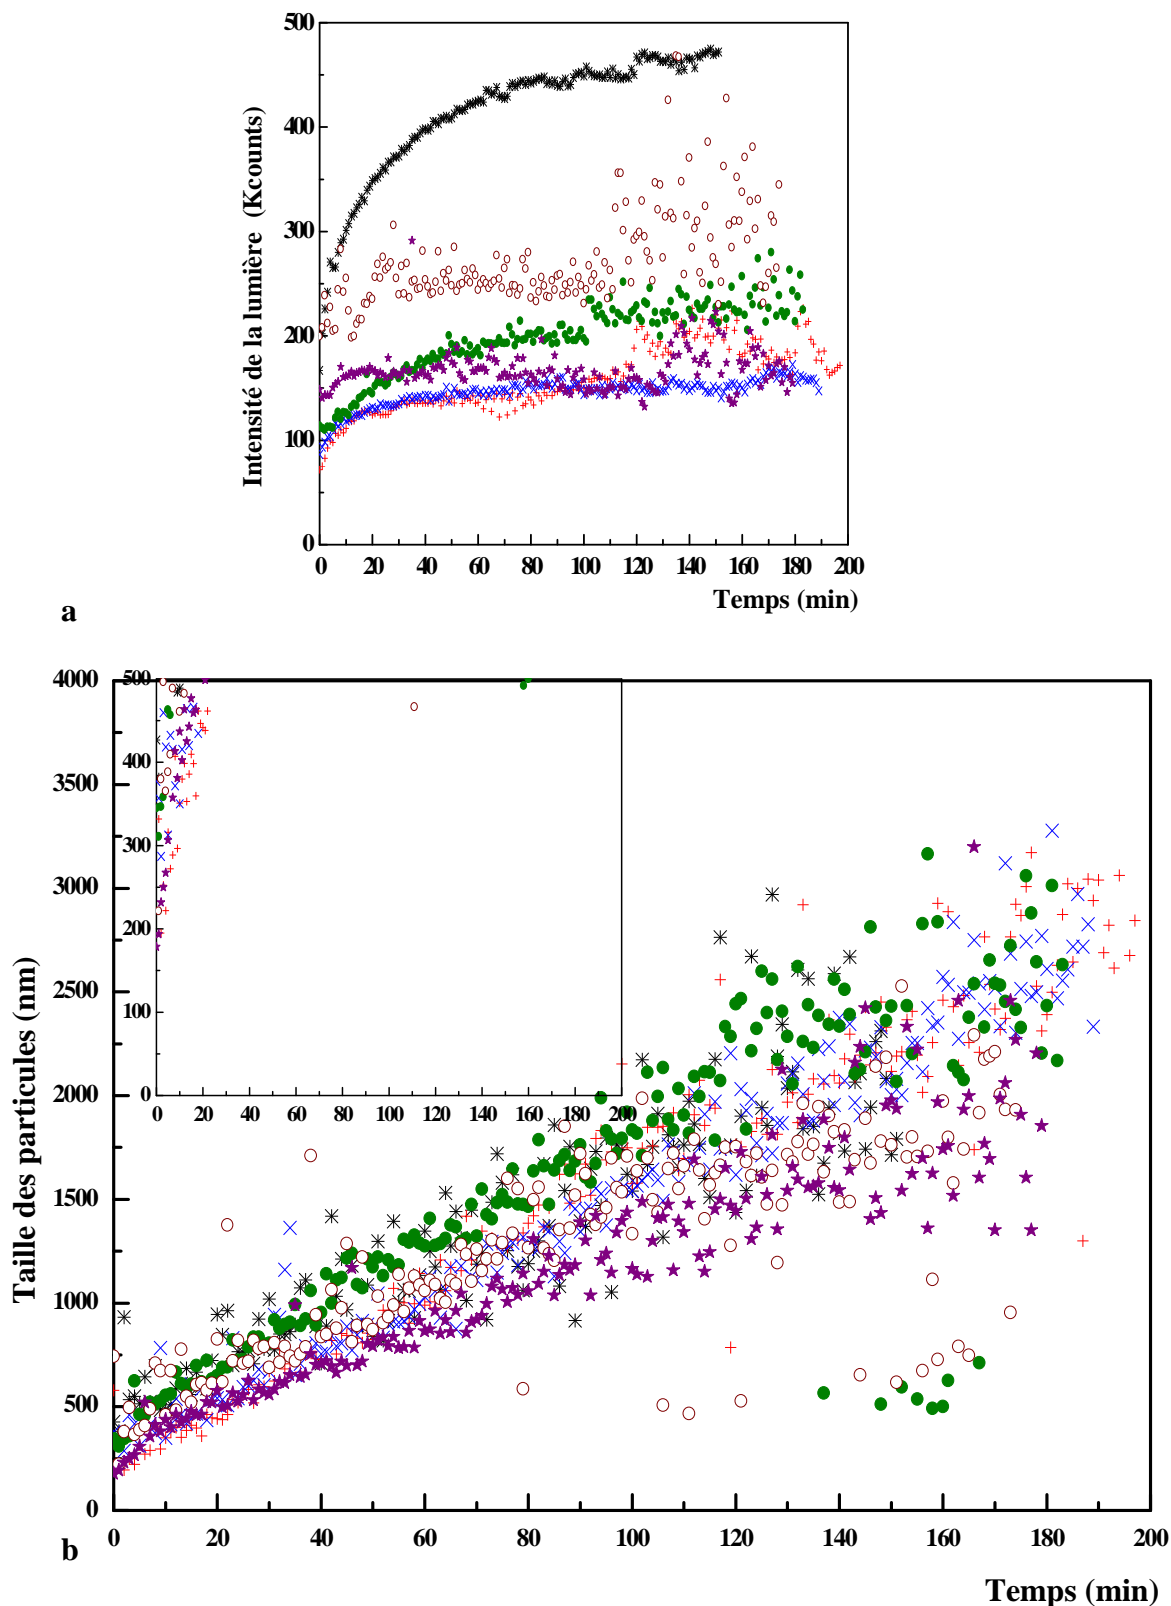 500
400
300
200
100
0
Intensité de la lumière (Kcounts)
0 20 40 60 80 100 120 140 160 180 200
Temps (min)
a
4000
3500
3000
2500
2000
1500
1000
500
0
Taille des particules (nm)
500
400
300
200
100
0
0 20 40 60 80 100 120 140 160 180 200
0 20 40 60 80 100 120 140 160 180 200
b
Temps (min)